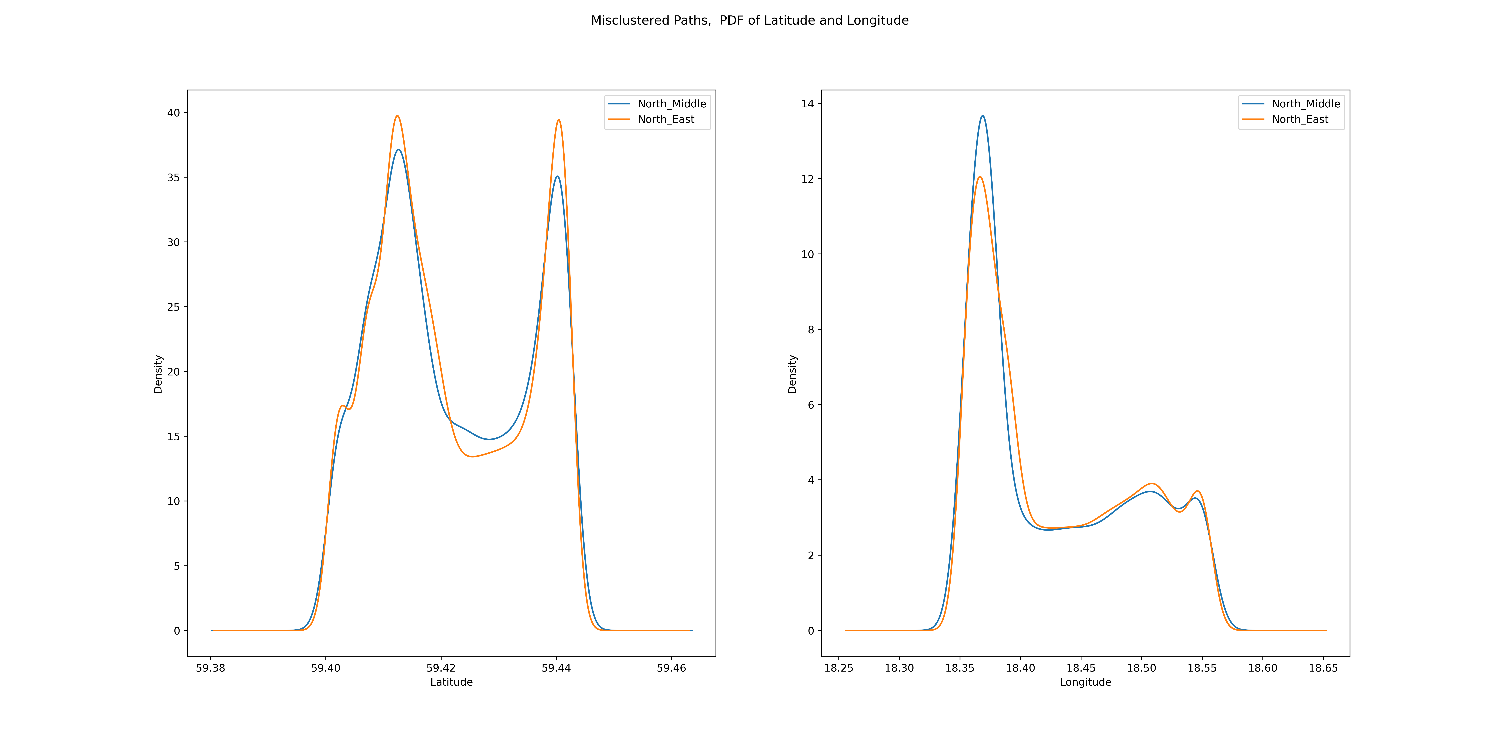 Misclustered Paths,  PDF of Latitude and Longitude
North_Middle
North_East
40
35
30
25
20
15
10
5
0
Density
59.38 59.40 59.42 59.44 59.46
Latitude
North_Middle
North_East
14
12
10
8
6
4
2
0
Density
18.25 18.30 18.35 18.40 18.45 18.50 18.55 18.60 18.65
Longitude